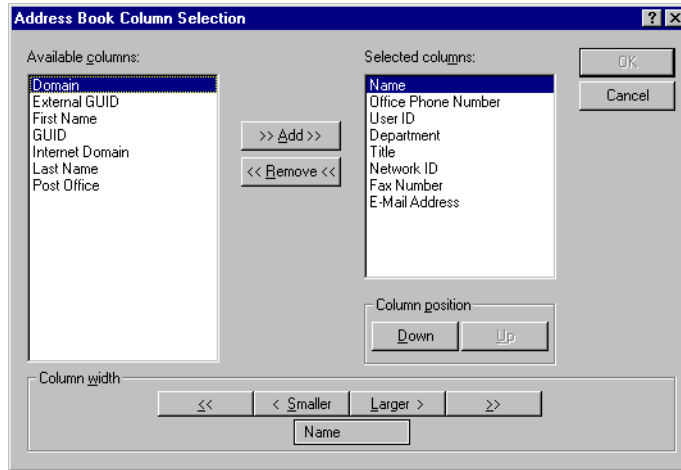 Address Book Column Selection
Available columns:
Domain
External GUID
First Name
GUID
Internet Domain
Last Name
Post Office
>> Add >>
<< Remove <<
Selected columns:
Name
Office Phone Number
User ID
Department
Title
Network ID
Fax Number
E-Mail Address
OK
Cancel
Column position
Down
Up
Column width
<<
< Smaller
Larger >
>>
Name